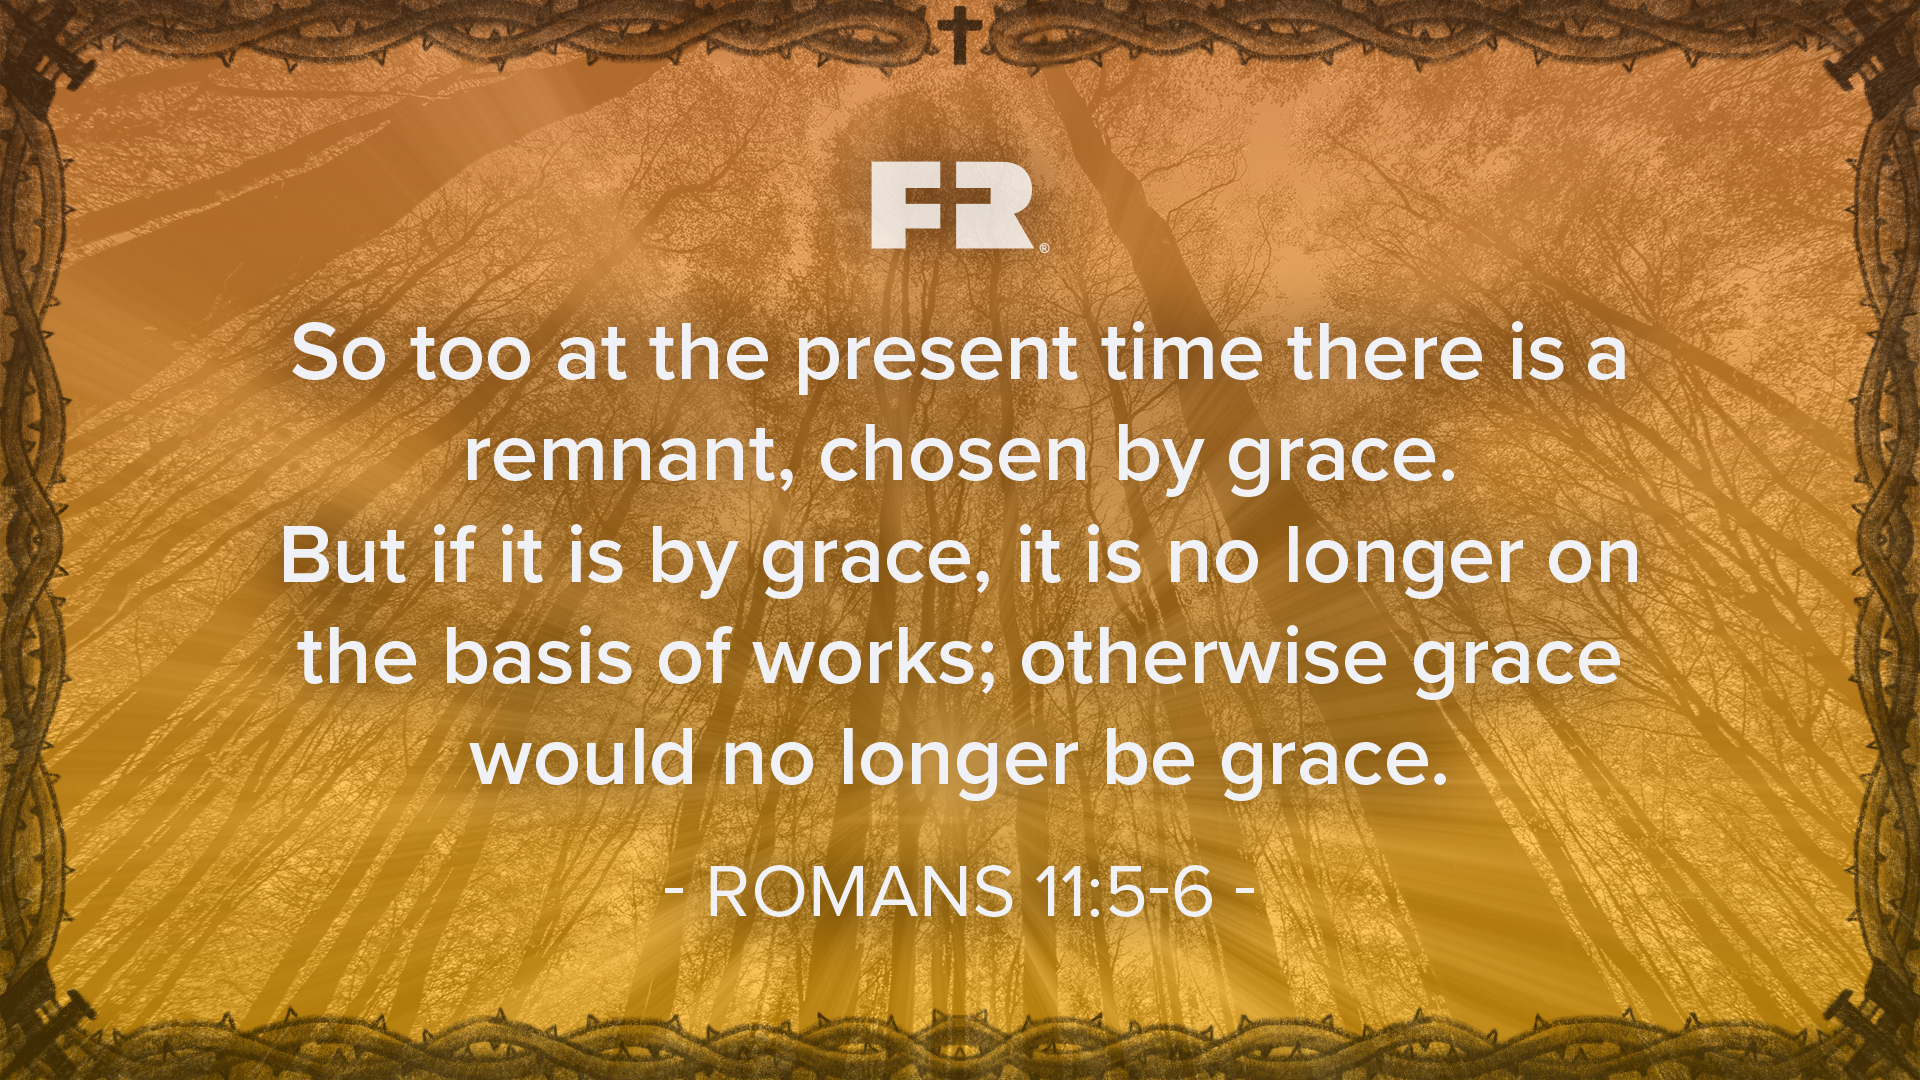 FR®
So too at the present time there is a
remnant, chosen by grace.
But if it is by grace, it is no longer on
the basis of works; otherwise grace
would no longer be grace.
- ROMANS 11:5-6 -